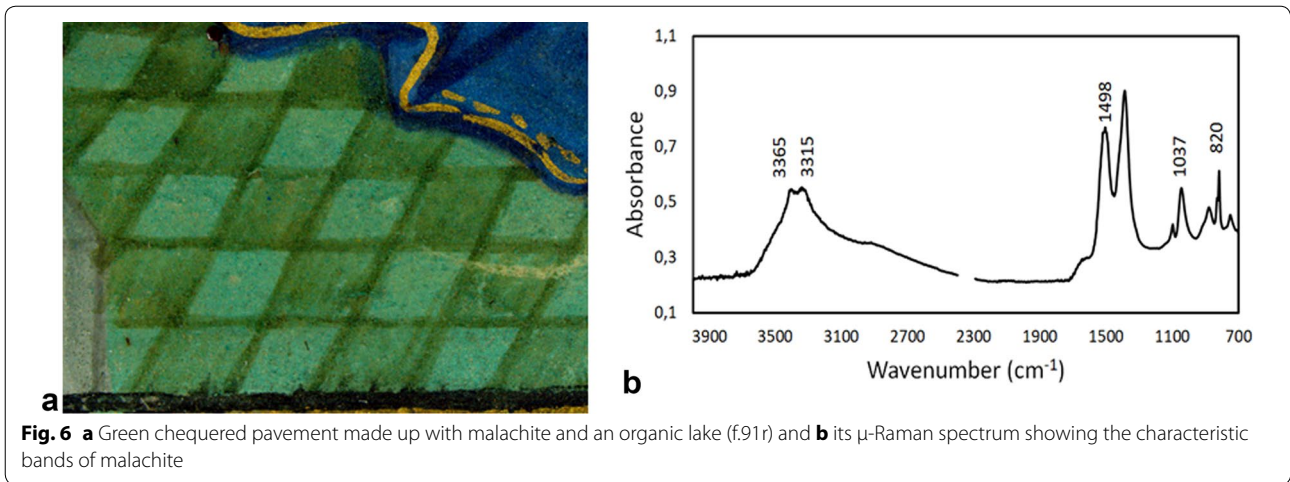 a
1,1
0,9
0,7
0,5
0,3
0,1
Absorbance
3365
3315
1498
1037
820
3900 3500 3100 2700 2300 1900 1500 1100 700
Wavenumber (cm⁻¹)
b
Fig. 6 a Green chequered pavement made up with malachite and an organic lake (f.91r) and b its µ-Raman spectrum showing the characteristic
bands of malachite